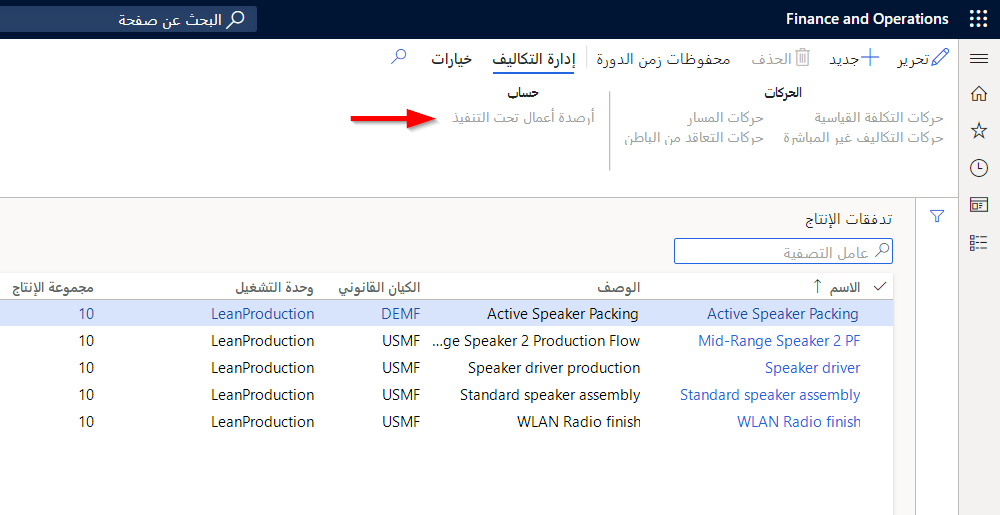 Finance and Operations
البحث عن صفحة
تحرير
جديد
الحذف
محفوظات زمن الدورة
إدارة التكاليف
خيارات
الحركات
حركات التكلفة القياسية
حركات المسار
حركات التكاليف غير المباشرة
حركات التعاقد من الباطن
حساب
أرصدة أعمال تحت التنفيذ
تدفقات الإنتاج
عامل التصفية
الاسم الوصف الكيان القانوني وحدة التشغيل مجموعة الإنتاج
Active Speaker Packing Active Speaker Packing DEMF LeanProduction 10
Mid-Range Speaker 2 PF ...ge Speaker 2 Production Flow USMF LeanProduction 10
Speaker driver Speaker driver production USMF LeanProduction 10
Standard speaker assembly Standard speaker assembly USMF LeanProduction 10
WLAN Radio finish WLAN Radio finish USMF LeanProduction 10